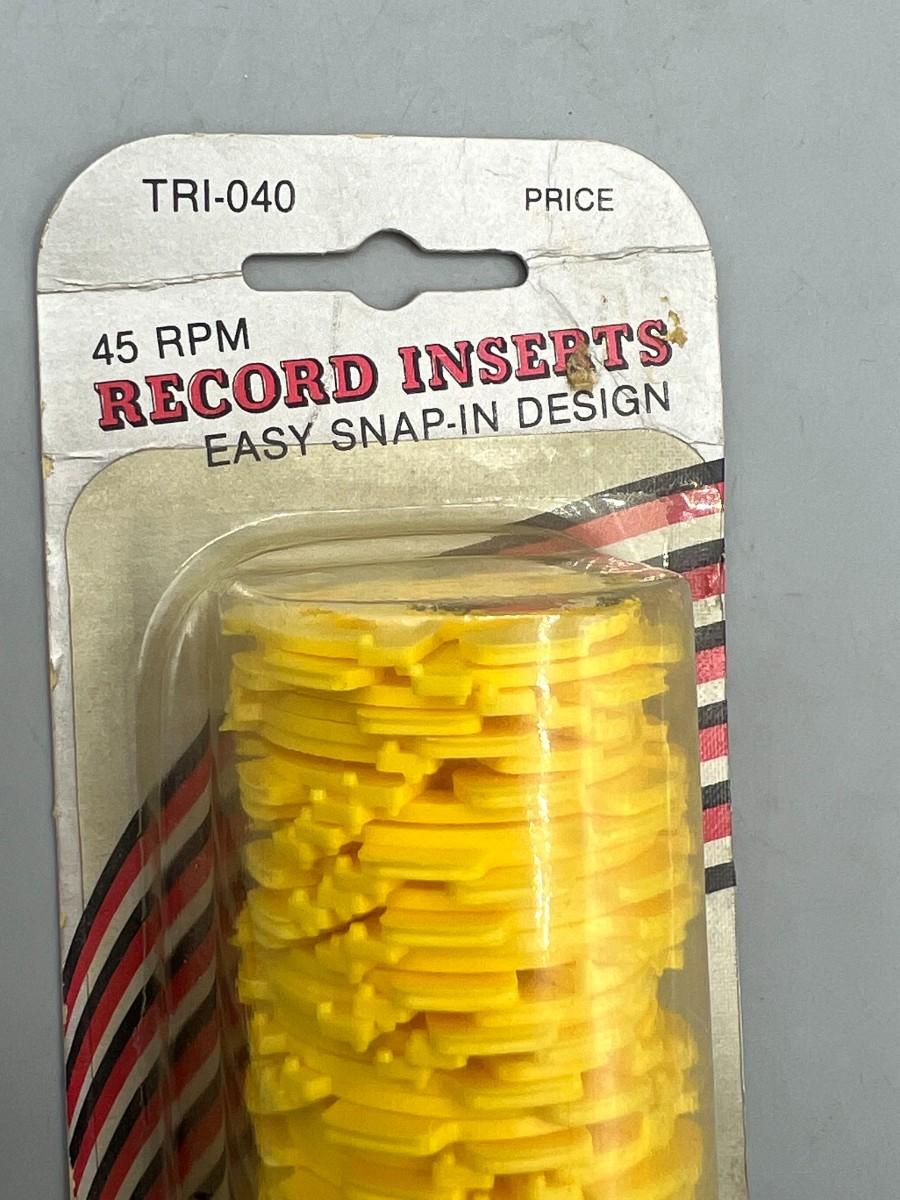 TRI-040
PRICE
45 RPM
RECORD INSERTS
EASY SNAP-IN DESIGN